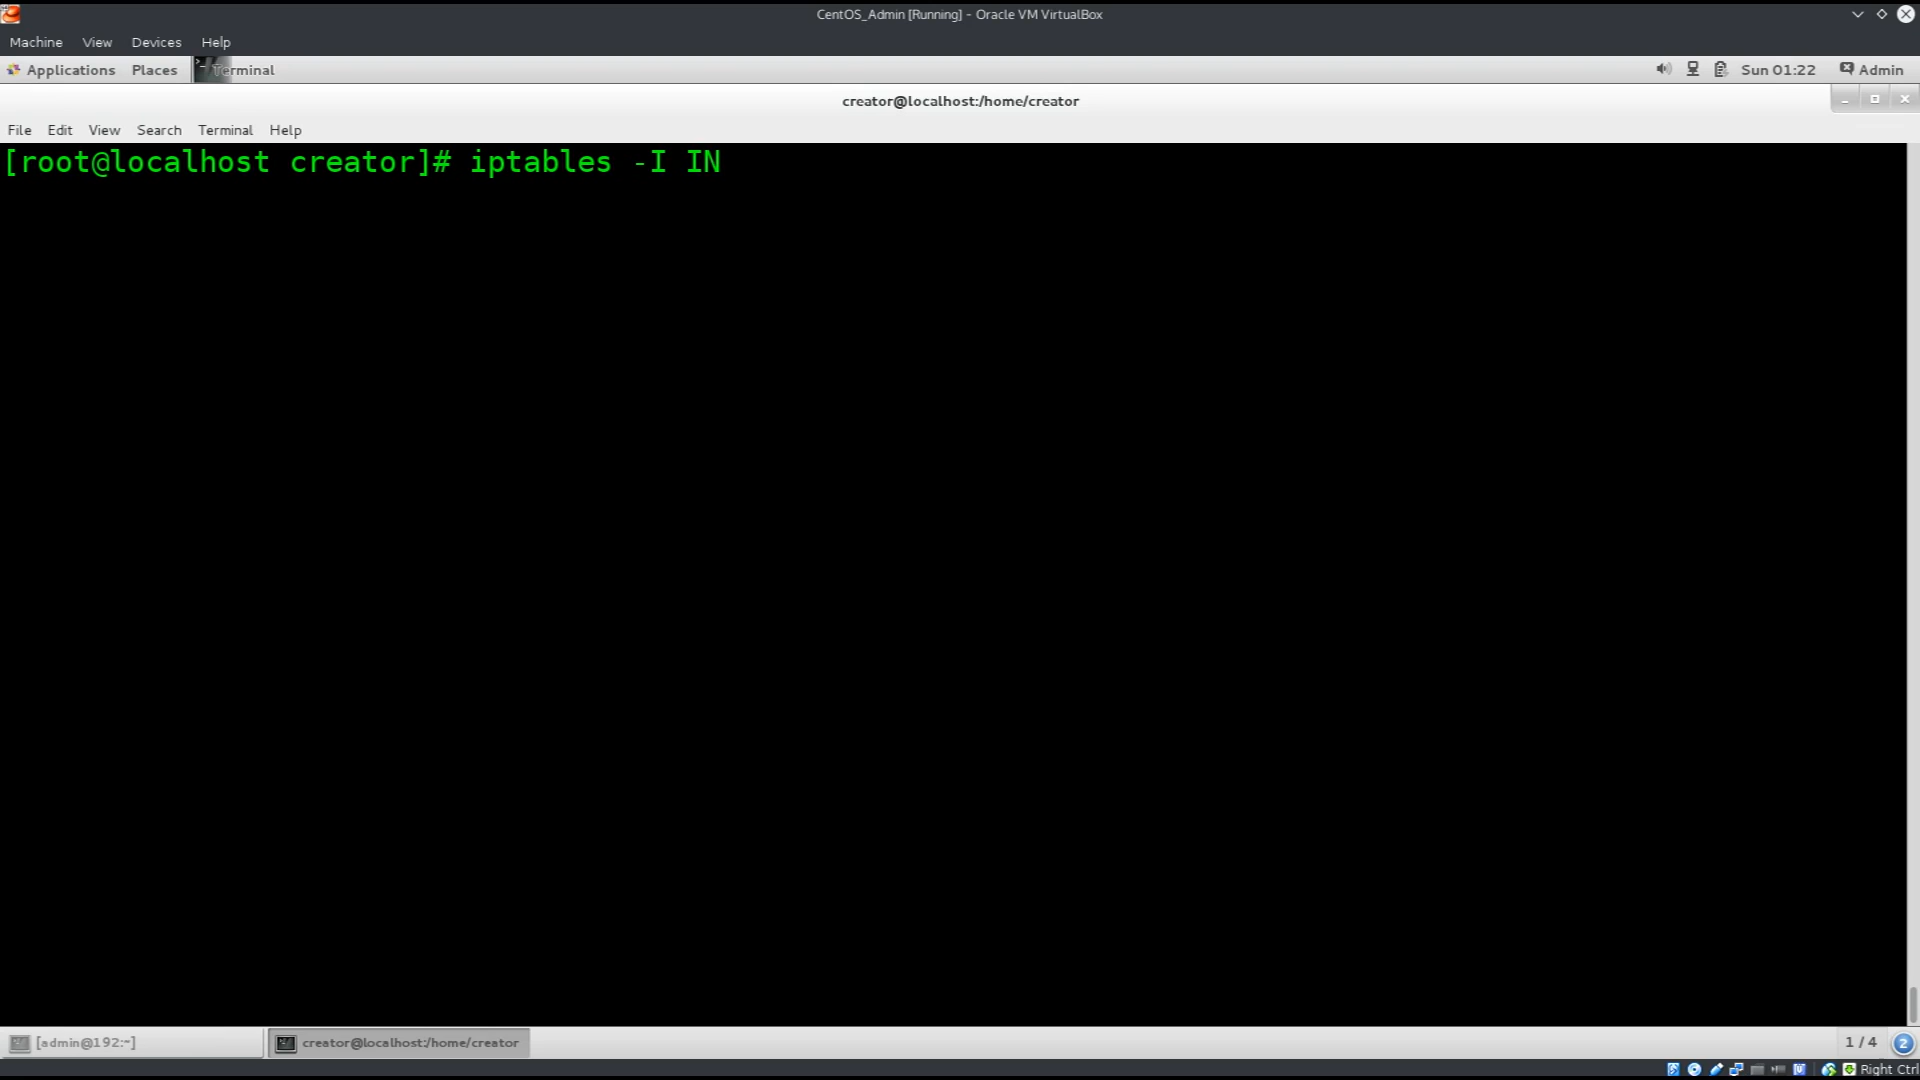 CentOS_Admin [Running] - Oracle VM VirtualBox
Machine View Devices Help
Applications Places Terminal Sun 01:22 Admin
creator@localhost:/home/creator
File Edit View Search Terminal Help
[root@localhost creator]# iptables -I IN
[admin@192:~] creator@localhost:/home/creator 1 / 4 2
Right Ctrl